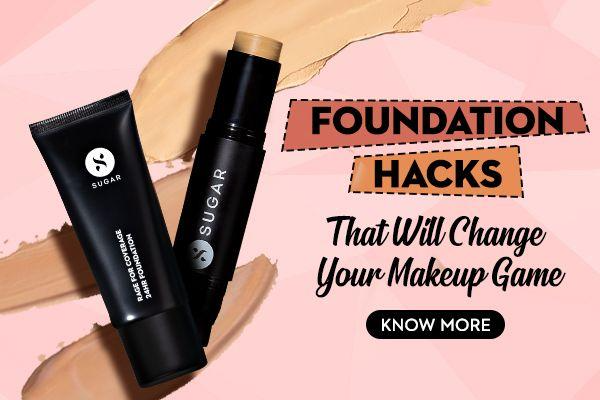 SUGAR
RAGE FOR COVERAGE
24HR FOUNDATION
SUGAR
FOUNDATION
HACKS
That Will Change
Your Makeup Game
KNOW MORE